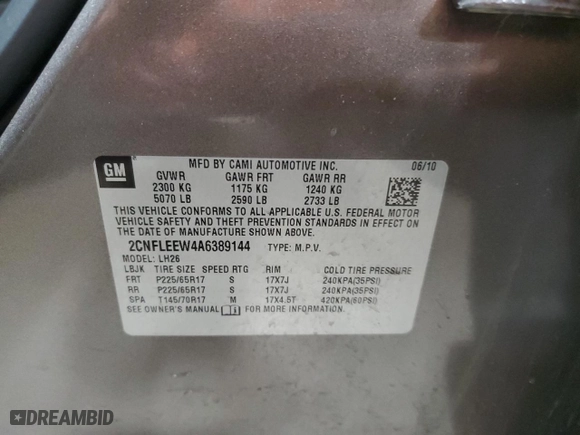 GM
MFD BY CAMI AUTOMOTIVE INC. 06/10
GVWR GAWR FRT GAWR RR
2300 KG 1175 KG 1240 KG
5070 LB 2590 LB 2733 LB
THIS VEHICLE CONFORMS TO ALL APPLICABLE U.S. FEDERAL MOTOR
VEHICLE SAFETY AND THEFT PREVENTION STANDARDS IN EFFECT ON
THE DATE OF MANUFACTURE SHOWN ABOVE.
2CNFLEEW4A6389144 TYPE: M.P.V.
MODEL: LH26
LBJK TIRE SIZE SPEED RTG RIM COLD TIRE PRESSURE
FRT P225/65R17 S 17X7J 240KPA(35PSI)
RR P225/65R17 S 17X7J 240KPA(35PSI)
SPA T145/70R17 M 17X4.5T 420KPA(60PSI)
SEE OWNER'S MANUAL FOR MORE INFORMATION.
DREAMBID